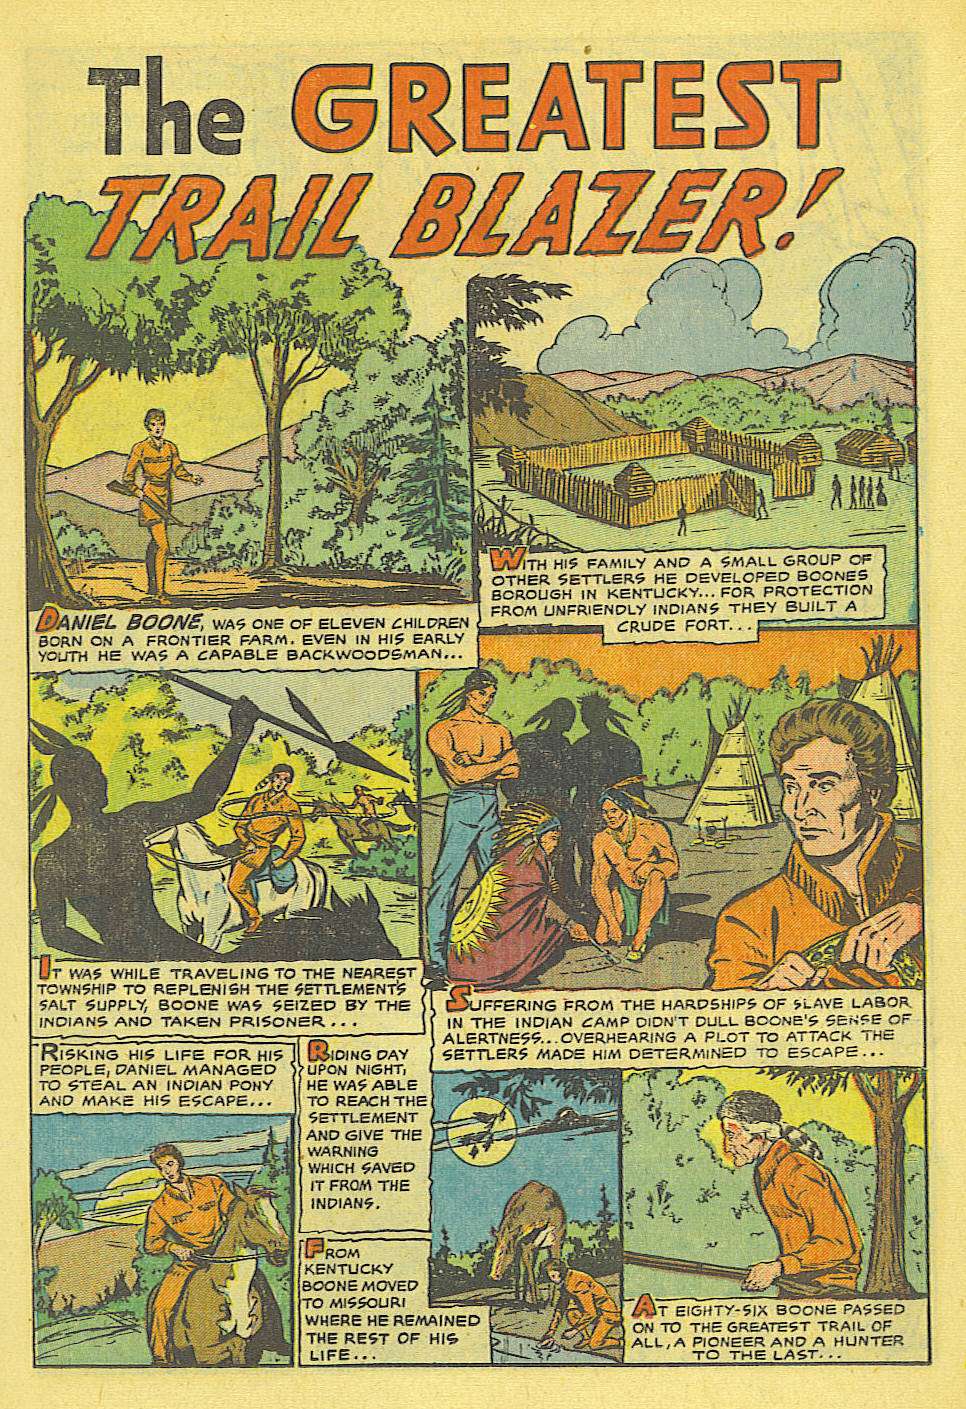 The GREATEST
TRAIL BLAZER!
DANIEL BOONE, WAS ONE OF ELEVEN CHILDREN
BORN ON A FRONTIER FARM. EVEN IN HIS EARLY
YOUTH HE WAS A CAPABLE BACKWOODSMAN...
WITH HIS FAMILY AND A SMALL GROUP OF
OTHER SETTLERS HE DEVELOPED BOONES
BOROUGH IN KENTUCKY... FOR PROTECTION
FROM UNFRIENDLY INDIANS THEY BUILT A
CRUDE FORT...
IT WAS WHILE TRAVELING TO THE NEAREST
TOWNSHIP TO REPLENISH THE SETTLEMENT'S
SALT SUPPLY, BOONE WAS SEIZED BY THE
INDIANS AND TAKEN PRISONER...
SUFFERING FROM THE HARDSHIPS OF SLAVE LABOR
IN THE INDIAN CAMP DIDN'T DULL BOONE'S SENSE OF
ALERTNESS... OVERHEARING A PLOT TO ATTACK THE
SETTLERS MADE HIM DETERMINED TO ESCAPE...
RISKING HIS LIFE FOR HIS
PEOPLE, DANIEL MANAGED
TO STEAL AN INDIAN PONY
AND MAKE HIS ESCAPE...
RIDING DAY
UPON NIGHT,
HE WAS ABLE
TO REACH THE
SETTLEMENT
AND GIVE THE
WARNING
WHICH SAVED
IT FROM THE
INDIANS.
FROM
KENTUCKY
BOONE MOVED
TO MISSOURI
WHERE HE REMAINED
THE REST OF HIS
LIFE...
AT EIGHTY-SIX BOONE PASSED
ON TO THE GREATEST TRAIL OF
ALL, A PIONEER AND A HUNTER
TO THE LAST...